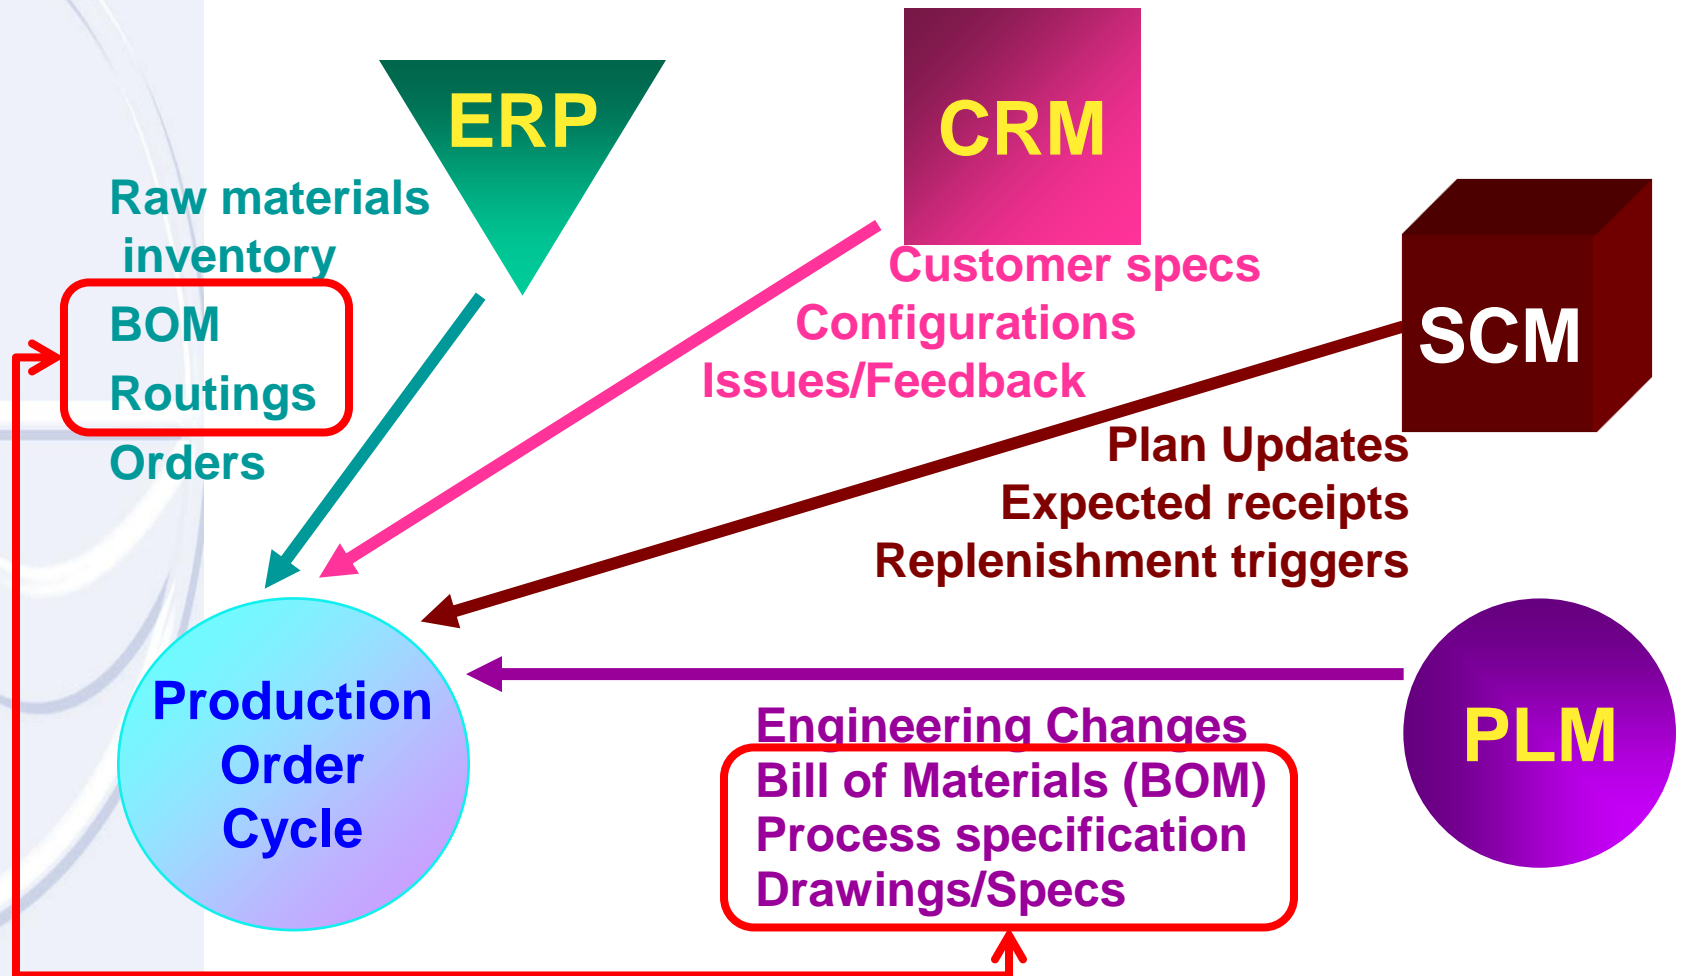 ERP
Raw materials
inventory
BOM
Routings
Orders
CRM
Customer specs
Configurations
Issues/Feedback
SCM
Plan Updates
Expected receipts
Replenishment triggers
Production
Order
Cycle
Engineering Changes
Bill of Materials (BOM)
Process specification
Drawings/Specs
PLM